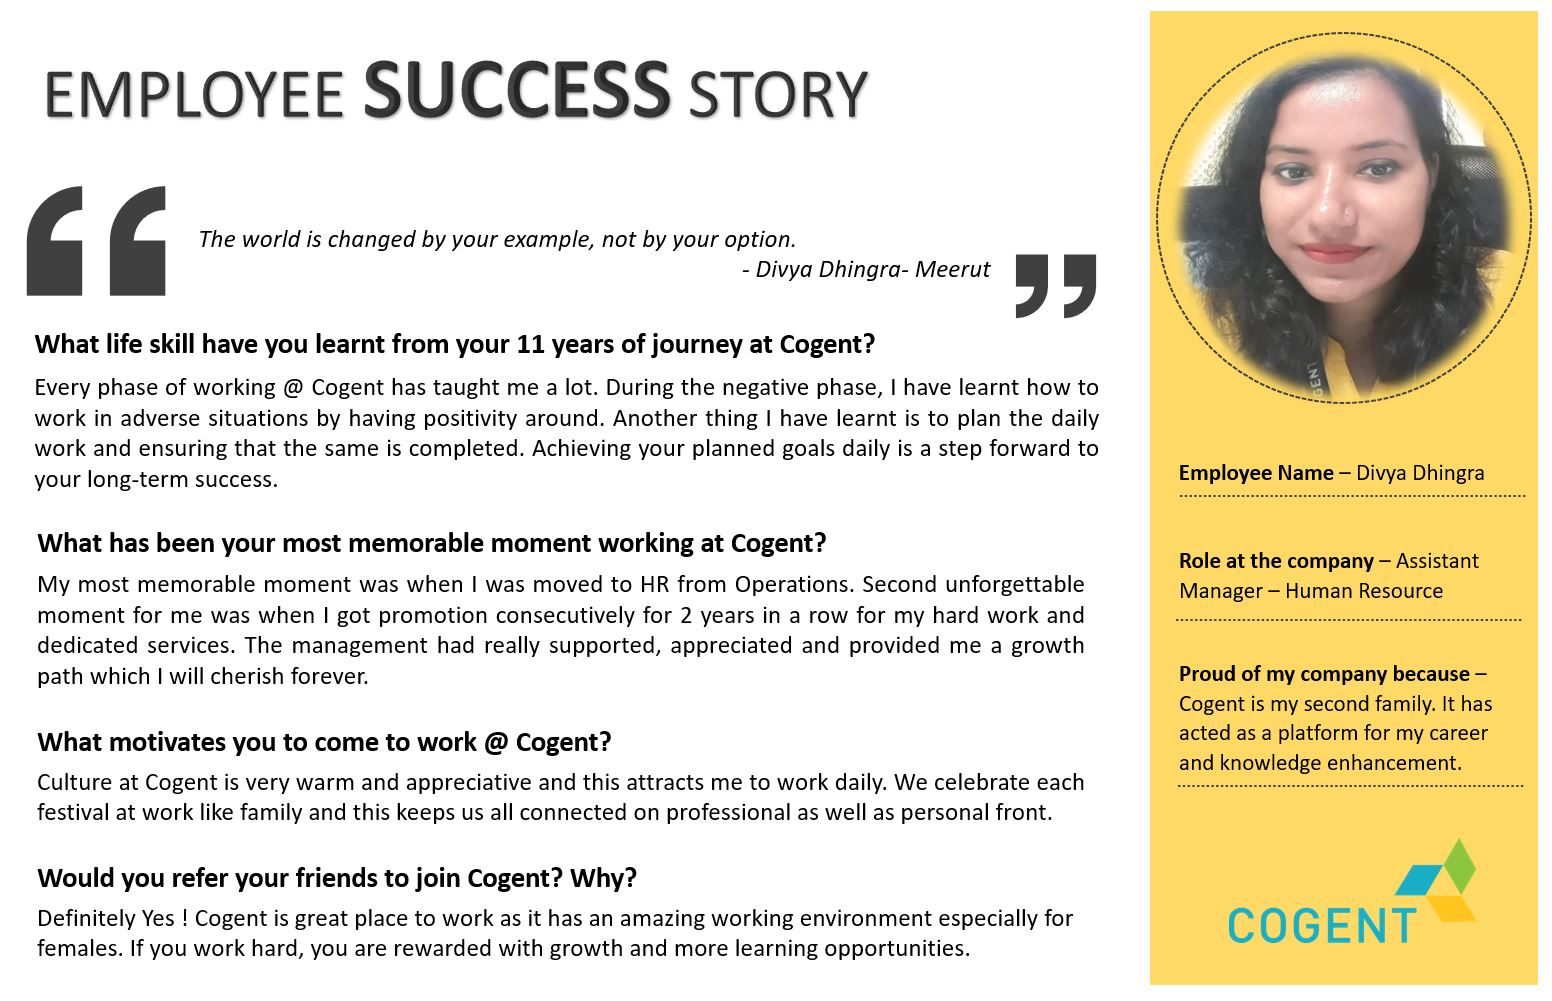 EMPLOYEE SUCCESS STORY
The world is changed by your example, not by your option.
- Divya Dhingra- Meerut
What life skill have you learnt from your 11 years of journey at Cogent?
Every phase of working @ Cogent has taught me a lot. During the negative phase, I have learnt how to
work in adverse situations by having positivity around. Another thing I have learnt is to plan the daily
work and ensuring that the same is completed. Achieving your planned goals daily is a step forward to
your long-term success.
What has been your most memorable moment working at Cogent?
My most memorable moment was when I was moved to HR from Operations. Second unforgettable
moment for me was when I got promotion consecutively for 2 years in a row for my hard work and
dedicated services. The management had really supported, appreciated and provided me a growth
path which I will cherish forever.
What motivates you to come to work @ Cogent?
Culture at Cogent is very warm and appreciative and this attracts me to work daily. We celebrate each
festival at work like family and this keeps us all connected on professional as well as personal front.
Would you refer your friends to join Cogent? Why?
Definitely Yes ! Cogent is great place to work as it has an amazing working environment especially for
females. If you work hard, you are rewarded with growth and more learning opportunities.
GENT
Employee Name – Divya Dhingra
Role at the company – Assistant
Manager – Human Resource
Proud of my company because –
Cogent is my second family. It has
acted as a platform for my career
and knowledge enhancement.
COGENT